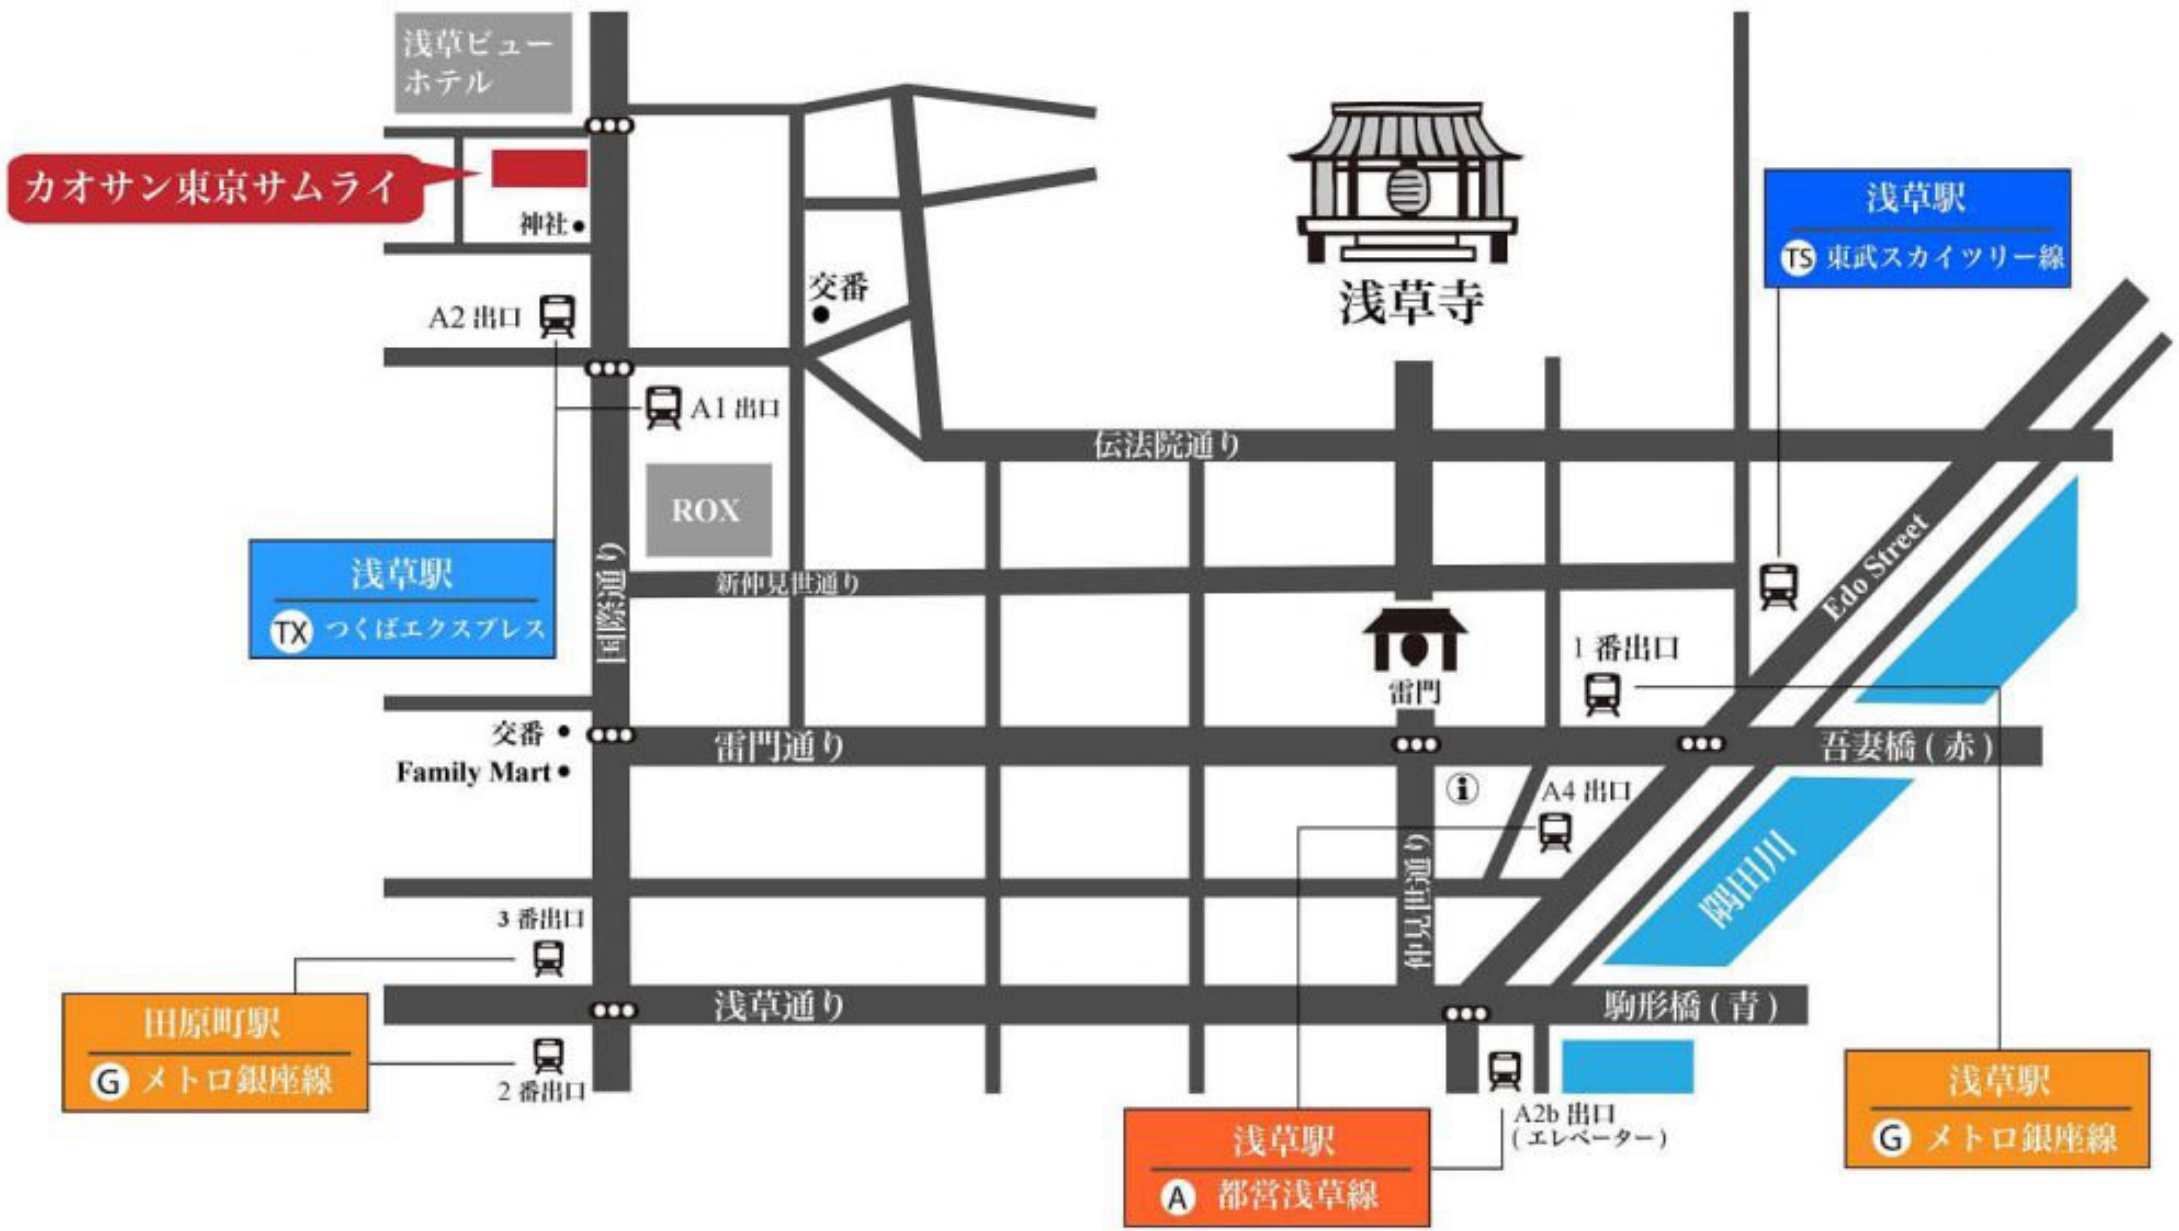 浅草ビュー
ホテル
カオサン東京サムライ
神社
A2 出口
交番
浅草寺
浅草駅
TS 東武スカイツリー線
A1 出口
伝法院通り
ROX
浅草駅
TX つくばエクスプレス
国際通り
新仲見世通り
Edo Street
1 番出口
雷門
交番
Family Mart
雷門通り
吾妻橋 ( 赤 )
i
A4 出口
仲見世通り
隅田川
3 番出口
田原町駅
G メトロ銀座線
2 番出口
浅草通り
駒形橋 ( 青 )
A2b 出口
( エレベーター )
浅草駅
A 都営浅草線
浅草駅
G メトロ銀座線